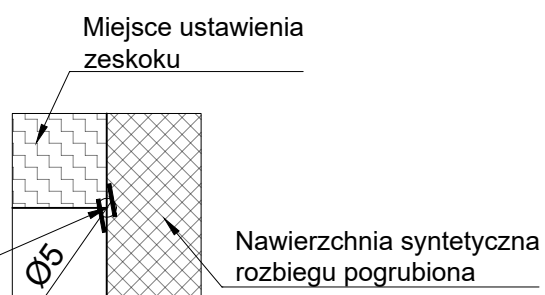 Miejsce ustawienia
zeskoku
Ø5
Nawierzchnia syntetyczna
rozbiegu pogrubiona